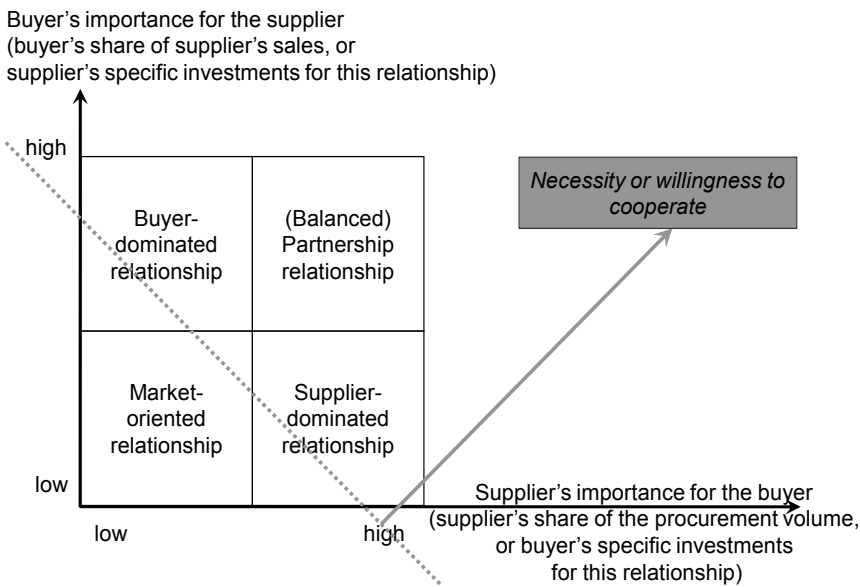 Buyer’s importance for the supplier
(buyer’s share of supplier’s sales, or
supplier’s specific investments for this relationship)
high
Necessity or willingness to
cooperate
Buyer-
dominated
relationship
(Balanced)
Partnership
relationship
Market-
oriented
relationship
Supplier-
dominated
relationship
low
low
high
Supplier’s importance for the buyer
(supplier’s share of the procurement volume,
or buyer’s specific investments
for this relationship)